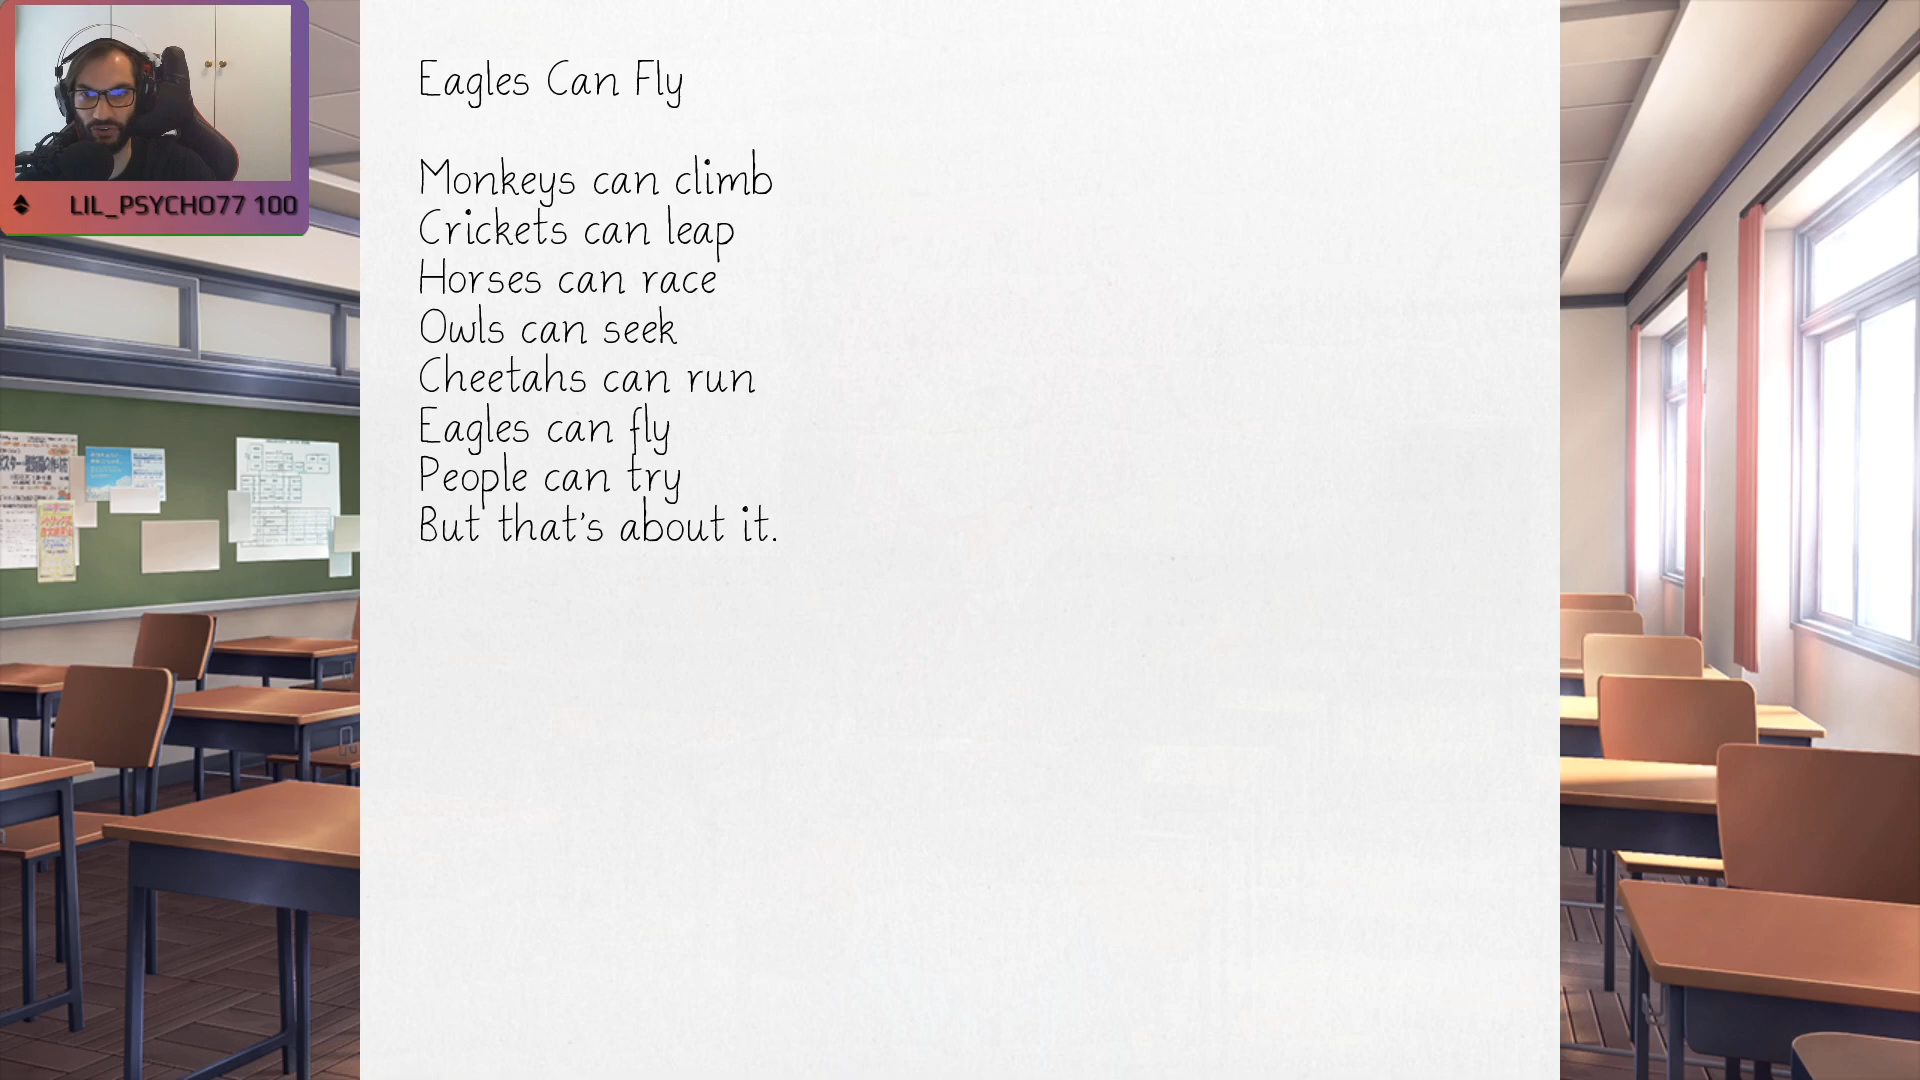 LIL_PSYCHO77 100
Eagles Can Fly
Monkeys can climb
Crickets can leap
Horses can race
Owls can seek
Cheetahs can run
Eagles can fly
People can try
But that's about it.